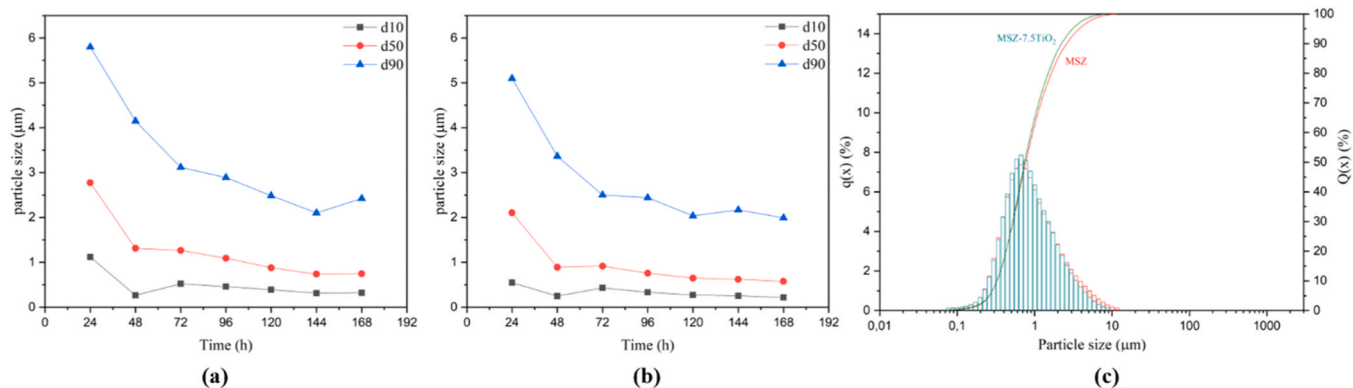 6
5
4
3
2
1
0
particle size (μm)
d10
d50
d90
0 24 48 72 96 120 144 168 192
Time (h)
(a)
6
5
4
3
2
1
0
particle size (μm)
d10
d50
d90
0 24 48 72 96 120 144 168 192
Time (h)
(b)
15
14
12
10
8
6
4
2
0
q(x) (%)
MSZ-7.5TiO₂
MSZ
100
90
80
70
60
50
40
30
20
10
0
Q(x) (%)
0,01 0,1 1 10 100 1000
Particle size (μm)
(c)